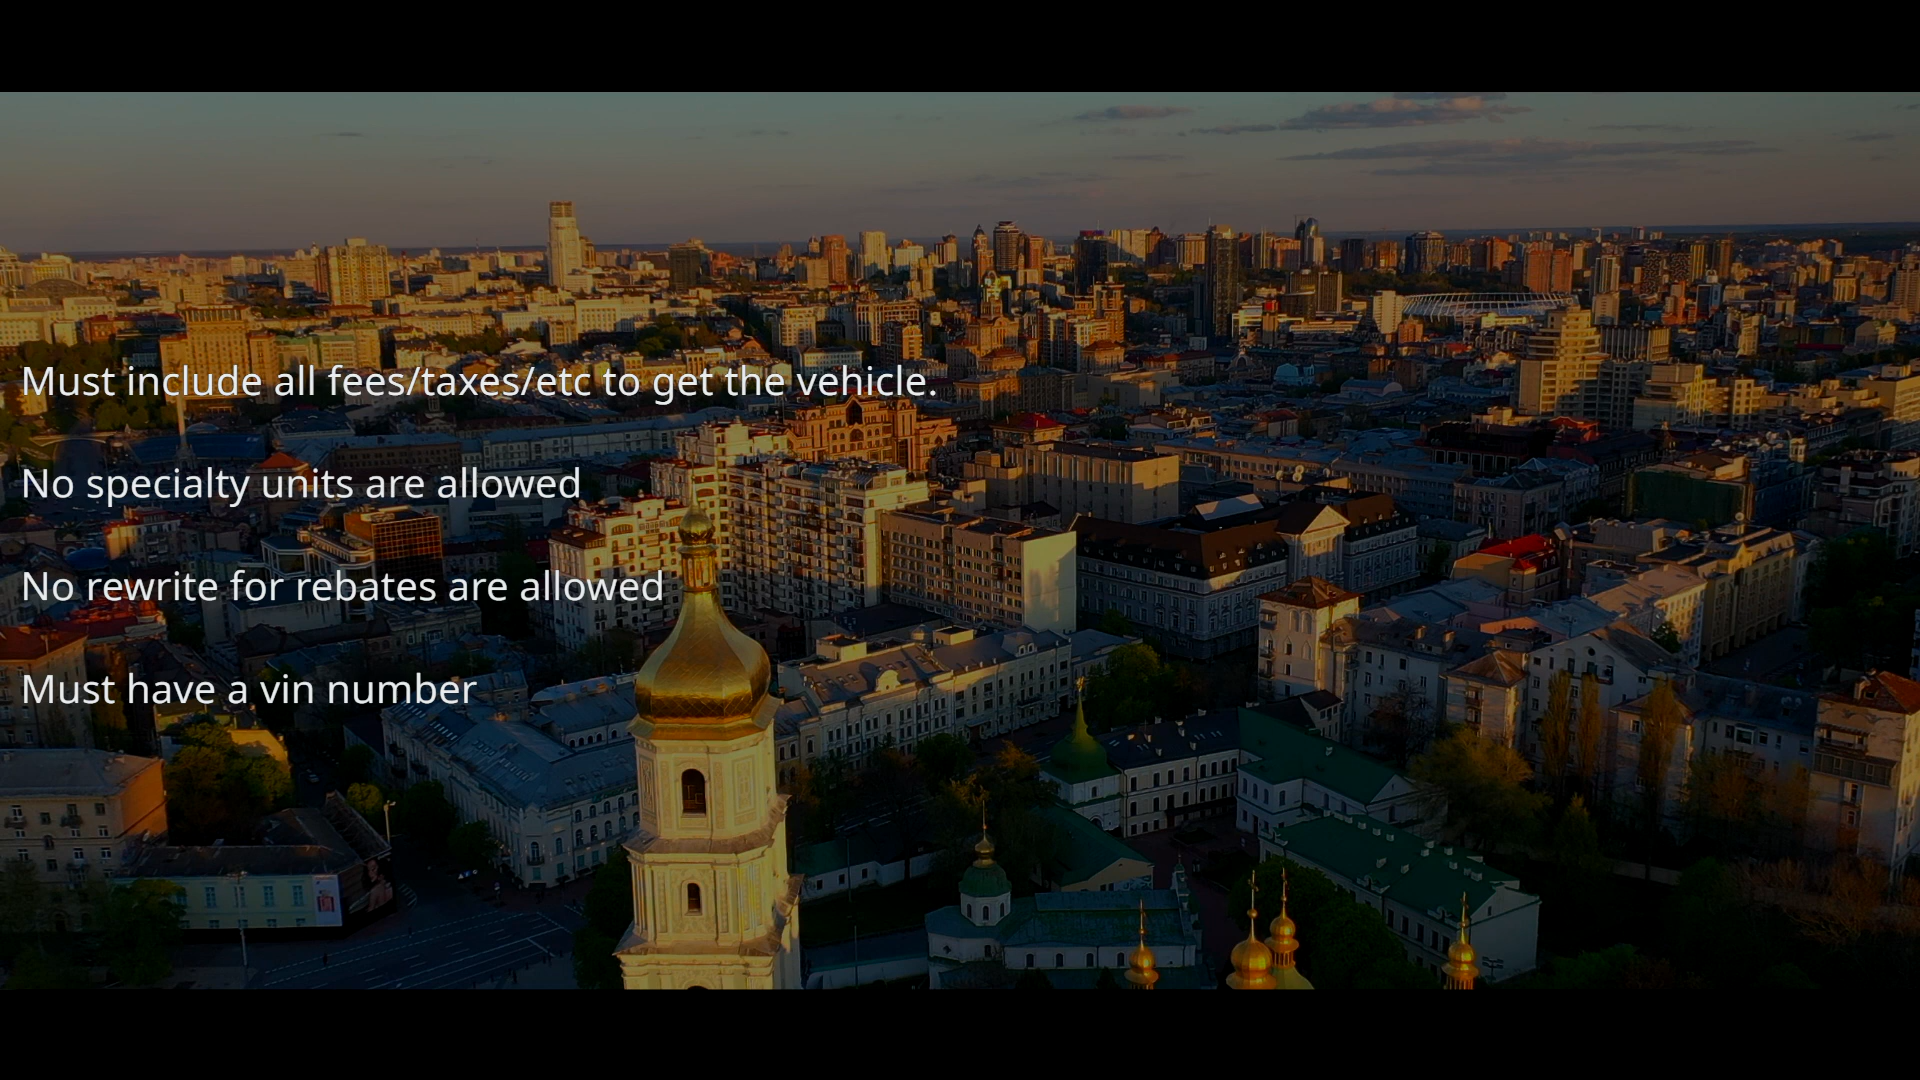 Must include all fees/taxes/etc to get the vehicle.
No specialty units are allowed
No rewrite for rebates are allowed
Must have a vin number